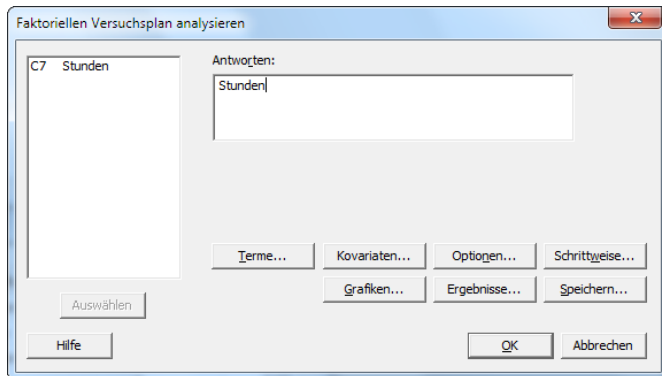 Faktoriellen Versuchsplan analysieren
C7 Stunden
Antworten:
Stunden
Terme...
Kovariaten...
Optionen...
Schrittweise...
Grafiken...
Ergebnisse...
Speichern...
Auswählen
Hilfe
OK
Abbrechen